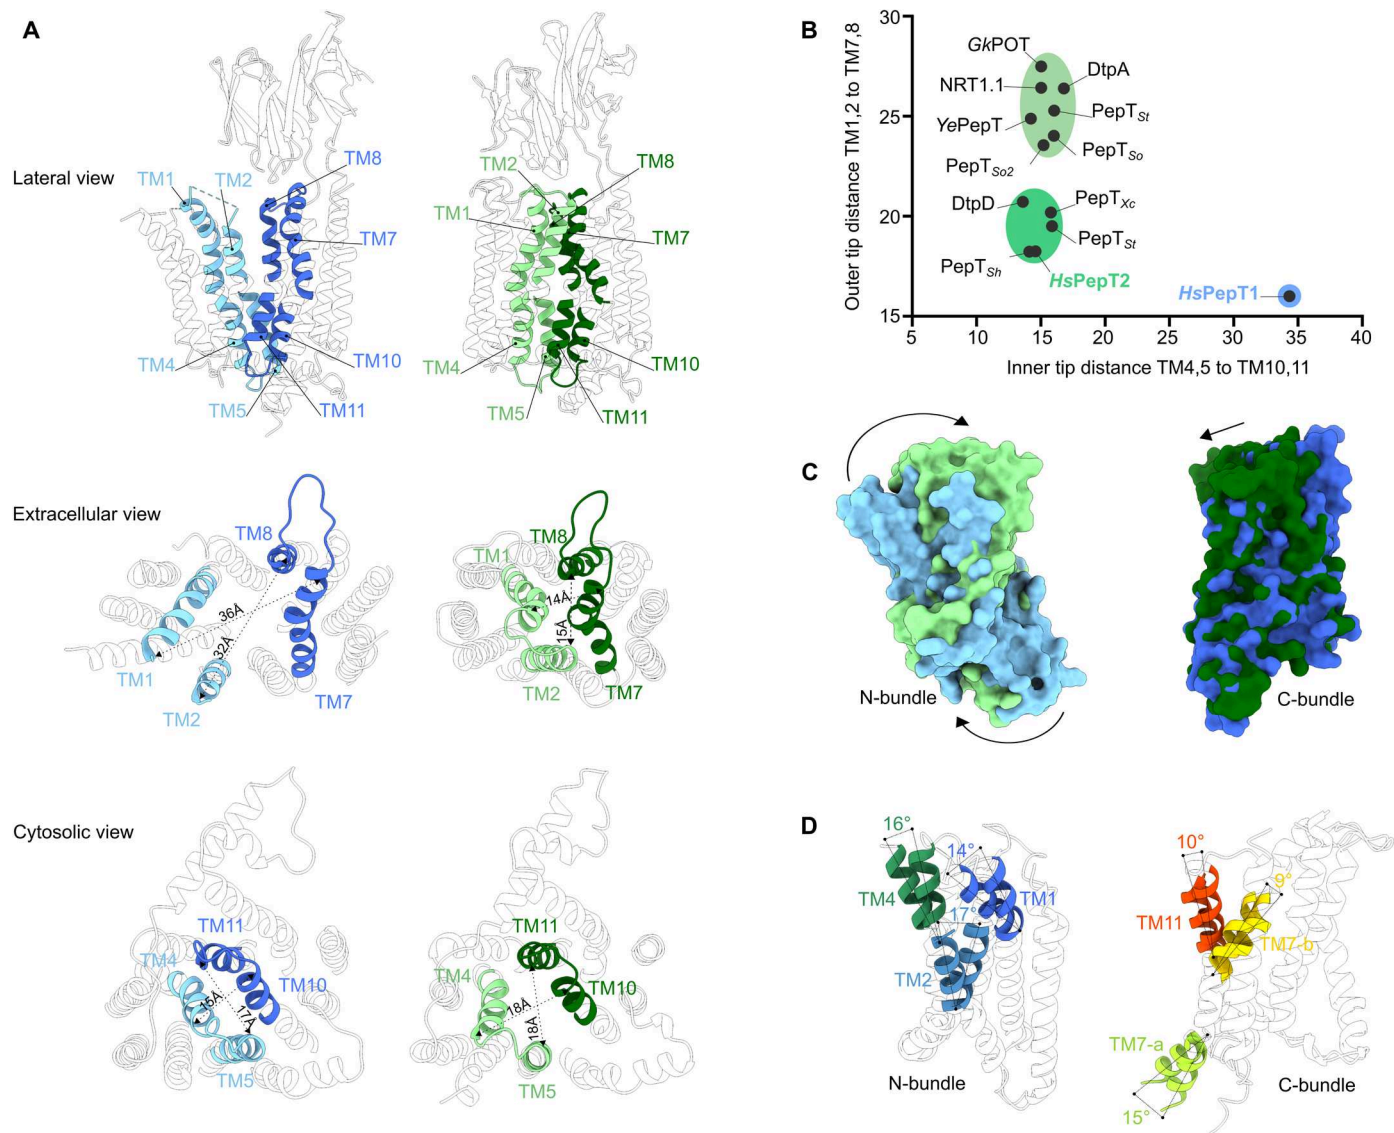 A
Lateral view
TM1
TM2
TM8
TM7
TM4
TM10
TM5
TM11
TM2
TM8
TM1
TM7
TM4
TM10
TM5
TM11
Extracellular view
TM8
36Å
32Å
TM1
TM2
TM7
TM8
TM1
14Å
15Å
TM2
TM7
Cytosolic view
TM11
TM4
TM10
15Å
17Å
TM5
TM11
TM4
TM10
18Å
18Å
TM5
B
Outer tip distance TM1,2 to TM7,8
30
25
20
15
GkPOT
NRT1.1
DtpA
YePepT
PepTSt
PepTSo2
PepTSo
DtpD
PepTXc
PepTSt
PepTSh
HsPepT2
HsPepT1
5
10
15
20
25
30
35
40
Inner tip distance TM4,5 to TM10,11
C
N-bundle
C-bundle
D
16°
14°
TM4
17°
TM1
TM2
N-bundle
10°
9°
TM11
TM7-b
TM7-a
15°
C-bundle